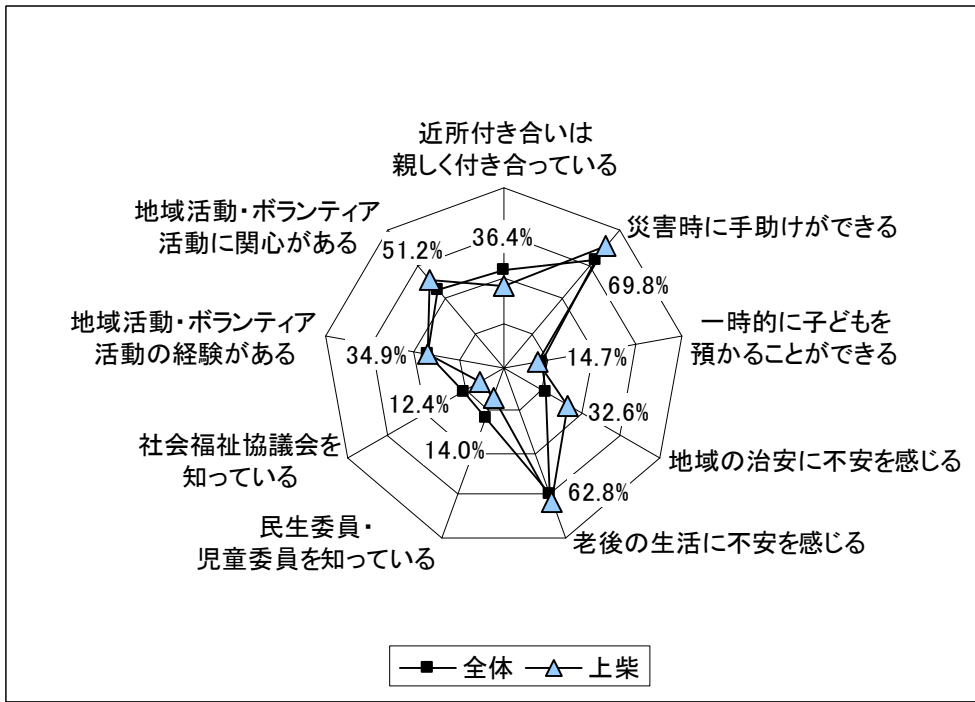 近所付き合いは
親しく付き合っている
36.4%
災害時に手助けができる
69.8%
一時的に子どもを
預かることができる
14.7%
地域の治安に不安を感じる
32.6%
老後の生活に不安を感じる
62.8%
民生委員・
児童委員を知っている
14.0%
社会福祉協議会を
知っている
12.4%
地域活動・ボランティア
活動の経験がある
34.9%
地域活動・ボランティア
活動に関心がある
51.2%
全体
上柴